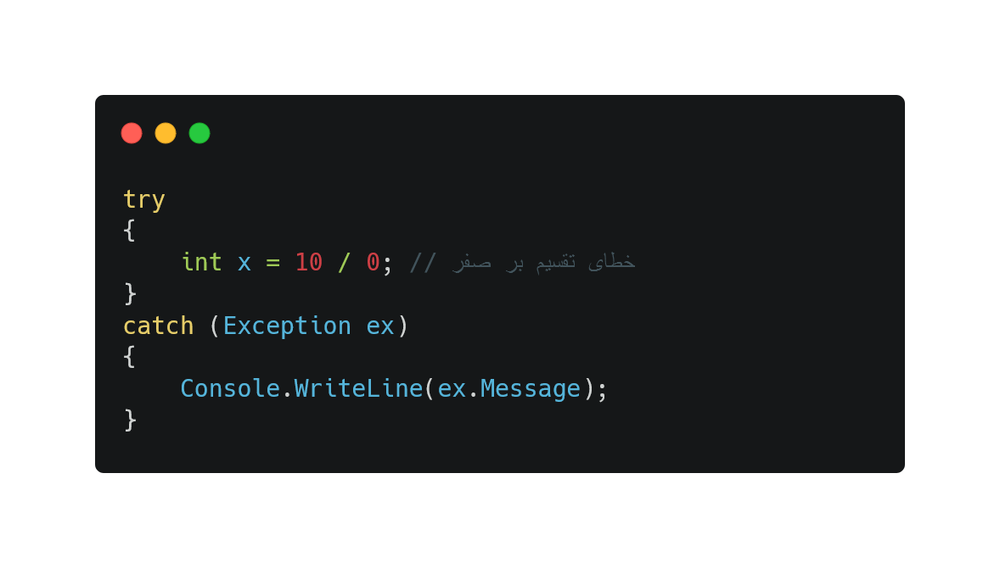 try
{
    int x = 10 / 0; // خطای تقسیم بر صفر
}
catch (Exception ex)
{
    Console.WriteLine(ex.Message);
}